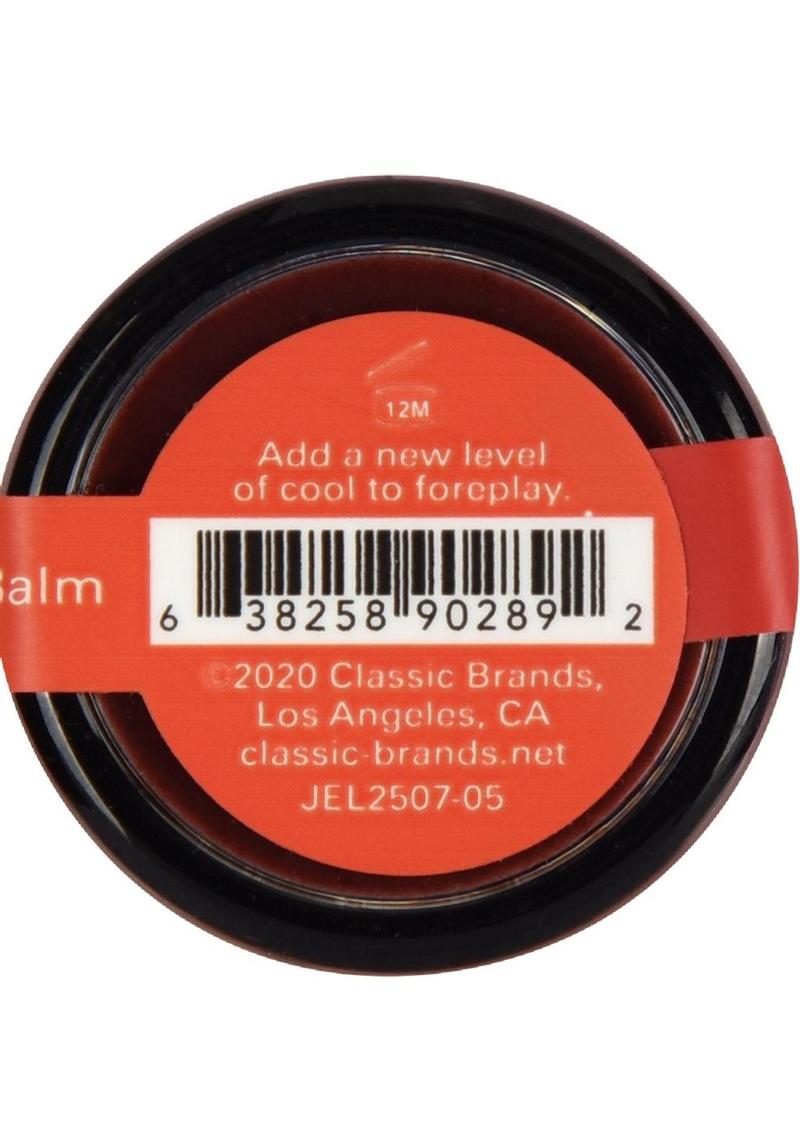 12M
Add a new level
of cool to foreplay.
Balm
6 38258 90289 2
©2020 Classic Brands,
Los Angeles, CA
classic-brands.net
JEL2507-05